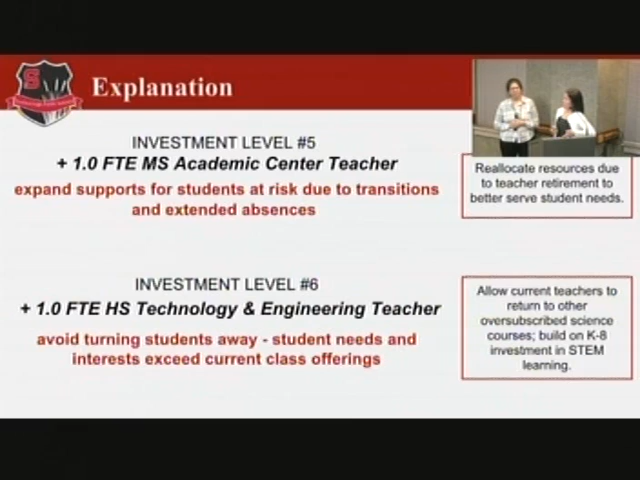 S
Explanation
INVESTMENT LEVEL #5
+ 1.0 FTE MS Academic Center Teacher
expand supports for students at risk due to transitions
and extended absences
Reallocate resources due
to teacher retirement to
better serve student needs.
INVESTMENT LEVEL #6
+ 1.0 FTE HS Technology & Engineering Teacher
avoid turning students away - student needs and
interests exceed current class offerings
Allow current teachers to
return to other
oversubscribed science
courses; build on K-8
investment in STEM
learning.